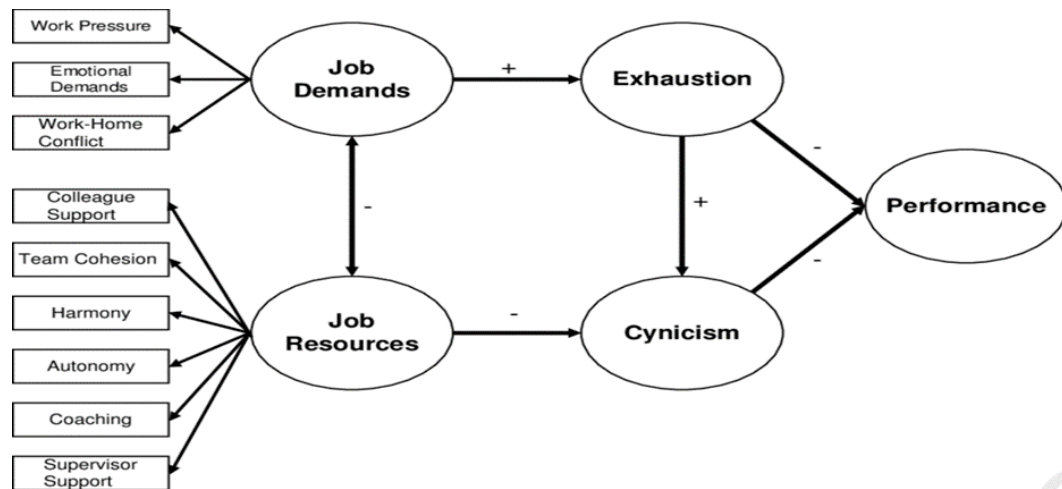 Work Pressure
Emotional
Demands
Work-Home
Conflict
Colleague
Support
Team Cohesion
Harmony
Autonomy
Coaching
Supervisor
Support
Job
Demands
+
Exhaustion
-
-
+
Performance
-
Job
Resources
-
Cynicism